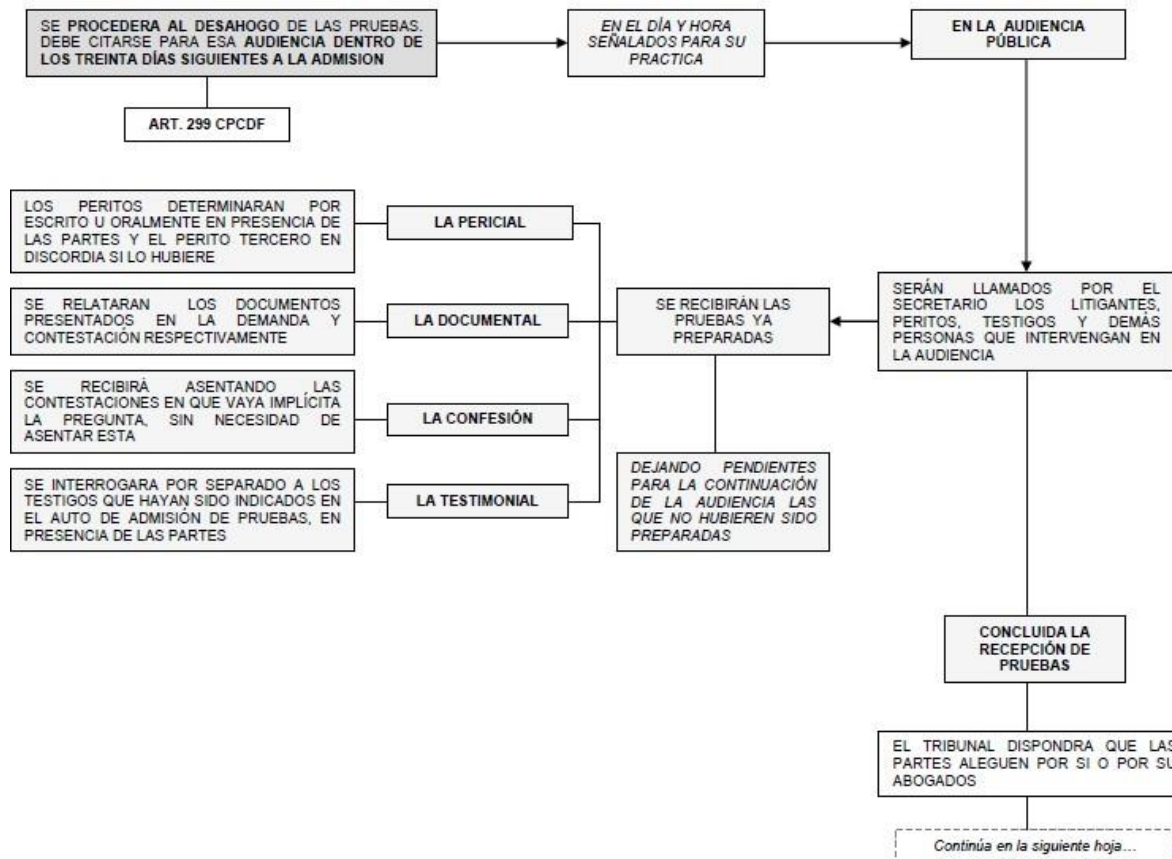 SE PROCEDERA AL DESAHOGO DE LAS PRUEBAS.
DEBE CITARSE PARA ESA AUDIENCIA DENTRO DE
LOS TREINTA DÍAS SIGUIENTES A LA ADMISION
EN EL DÍA Y HORA
SEÑALADOS PARA SU
PRACTICA
EN LA AUDIENCIA
PÚBLICA
ART. 299 CPCDF
LOS PERITOS DETERMINARAN POR
ESCRITO U ORALMENTE EN PRESENCIA DE
LAS PARTES Y EL PERITO TERCERO EN
DISCORDIA SI LO HUBIERE
LA PERICIAL
SE RELATARAN LOS DOCUMENTOS
PRESENTADOS EN LA DEMANDA Y
CONTESTACIÓN RESPECTIVAMENTE
LA DOCUMENTAL
SE RECIBIRÁN LAS
PRUEBAS YA
PREPARADAS
SERÁN LLAMADOS POR EL
SECRETARIO LOS LITIGANTES,
PERITOS, TESTIGOS Y DEMÁS
PERSONAS QUE INTERVENGAN EN
LA AUDIENCIA
SE RECIBIRÁ ASENTANDO LAS
CONTESTACIONES EN QUE VAYA IMPLÍCITA
LA PREGUNTA, SIN NECESIDAD DE
ASENTAR ESTA
LA CONFESIÓN
SE INTERROGARA POR SEPARADO A LOS
TESTIGOS QUE HAYAN SIDO INDICADOS EN
EL AUTO DE ADMISIÓN DE PRUEBAS, EN
PRESENCIA DE LAS PARTES
LA TESTIMONIAL
DEJANDO PENDIENTES
PARA LA CONTINUACIÓN
DE LA AUDIENCIA LAS
QUE NO HUBIEREN SIDO
PREPARADAS
CONCLUIDA LA
RECEPCIÓN DE
PRUEBAS
EL TRIBUNAL DISPONDRA QUE LAS
PARTES ALEGUEN POR SI O POR SU
ABOGADOS
Continúa en la siguiente hoja…